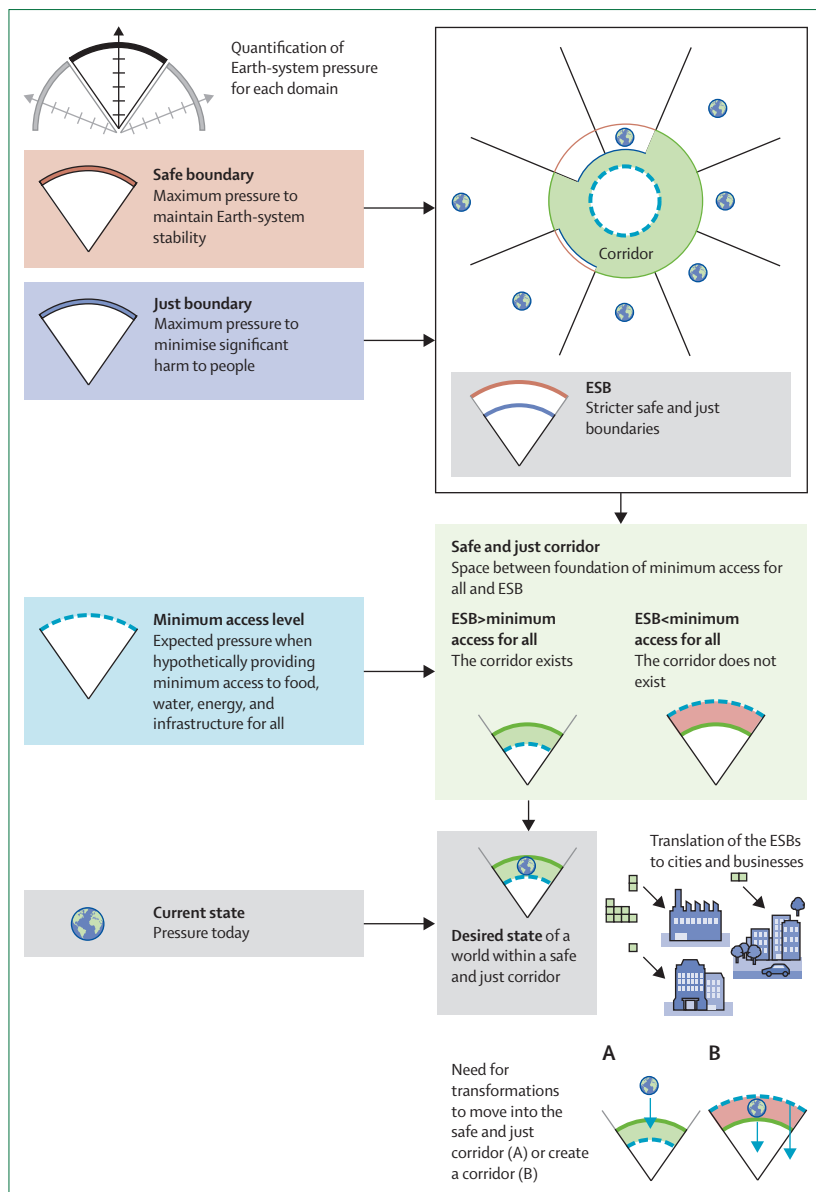 Quantification of
Earth-system pressure
for each domain
Safe boundary
Maximum pressure to
maintain Earth-system
stability
Just boundary
Maximum pressure to
minimise significant
harm to people
Corridor
ESB
Stricter safe and just
boundaries
Minimum access level
Expected pressure when
hypothetically providing
minimum access to food,
water, energy, and
infrastructure for all
Safe and just corridor
Space between foundation of minimum access for
all and ESB
ESB>minimum
access for all
The corridor exists
ESB<minimum
access for all
The corridor does not
exist
Current state
Pressure today
Desired state of a
world within a safe
and just corridor
Translation of the ESBs
to cities and businesses
Need for
transformations
to move into the
safe and just
corridor (A) or create
a corridor (B)
A
B